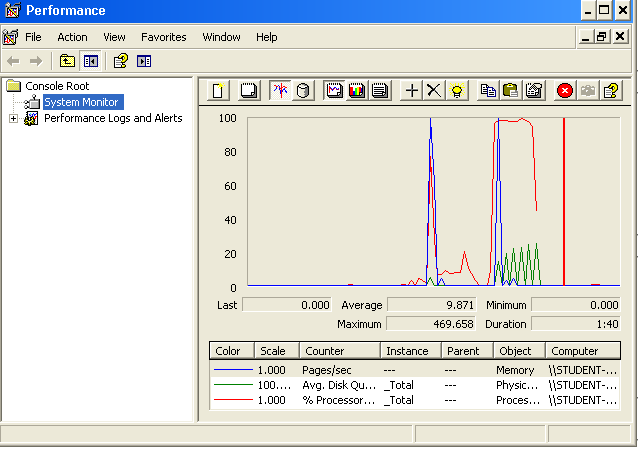 Performance
File Action View Favorites Window Help
Console Root
System Monitor
Performance Logs and Alerts
100
80
60
40
20
0
Last 0.000 Average 9.871 Minimum 0.000
Maximum 469.658 Duration 1:40
Color Scale Counter Instance Parent Object Computer
1.000 Pages/sec --- --- Memory \\STUDENT-...
100.... Avg. Disk Qu... _Total --- Physic... \\STUDENT-...
1.000 % Processor... _Total --- Proces... \\STUDENT-...